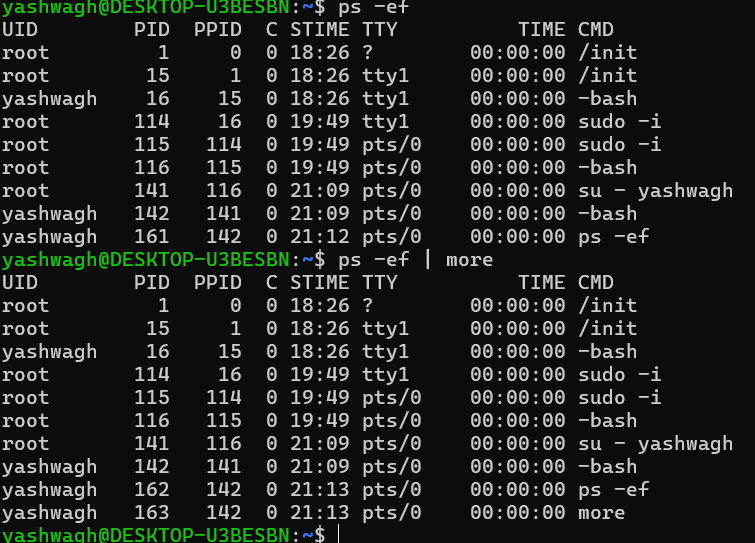 yashwagh@DESKTOP-U3BESBN:~$ ps -ef
UID        PID  PPID  C STIME TTY          TIME CMD
root         1     0  0 18:26 ?        00:00:00 /init
root        15     1  0 18:26 tty1     00:00:00 /init
yashwagh    16    15  0 18:26 tty1     00:00:00 -bash
root       114    16  0 19:49 tty1     00:00:00 sudo -i
root       115   114  0 19:49 pts/0    00:00:00 sudo -i
root       116   115  0 19:49 pts/0    00:00:00 -bash
root       141   116  0 21:09 pts/0    00:00:00 su - yashwagh
yashwagh   142   141  0 21:09 pts/0    00:00:00 -bash
yashwagh   161   142  0 21:12 pts/0    00:00:00 ps -ef
yashwagh@DESKTOP-U3BESBN:~$ ps -ef | more
UID        PID  PPID  C STIME TTY          TIME CMD
root         1     0  0 18:26 ?        00:00:00 /init
root        15     1  0 18:26 tty1     00:00:00 /init
yashwagh    16    15  0 18:26 tty1     00:00:00 -bash
root       114    16  0 19:49 tty1     00:00:00 sudo -i
root       115   114  0 19:49 pts/0    00:00:00 sudo -i
root       116   115  0 19:49 pts/0    00:00:00 -bash
root       141   116  0 21:09 pts/0    00:00:00 su - yashwagh
yashwagh   142   141  0 21:09 pts/0    00:00:00 -bash
yashwagh   162   142  0 21:13 pts/0    00:00:00 ps -ef
yashwagh   163   142  0 21:13 pts/0    00:00:00 more
yashwagh@DESKTOP-U3BESBN:~$